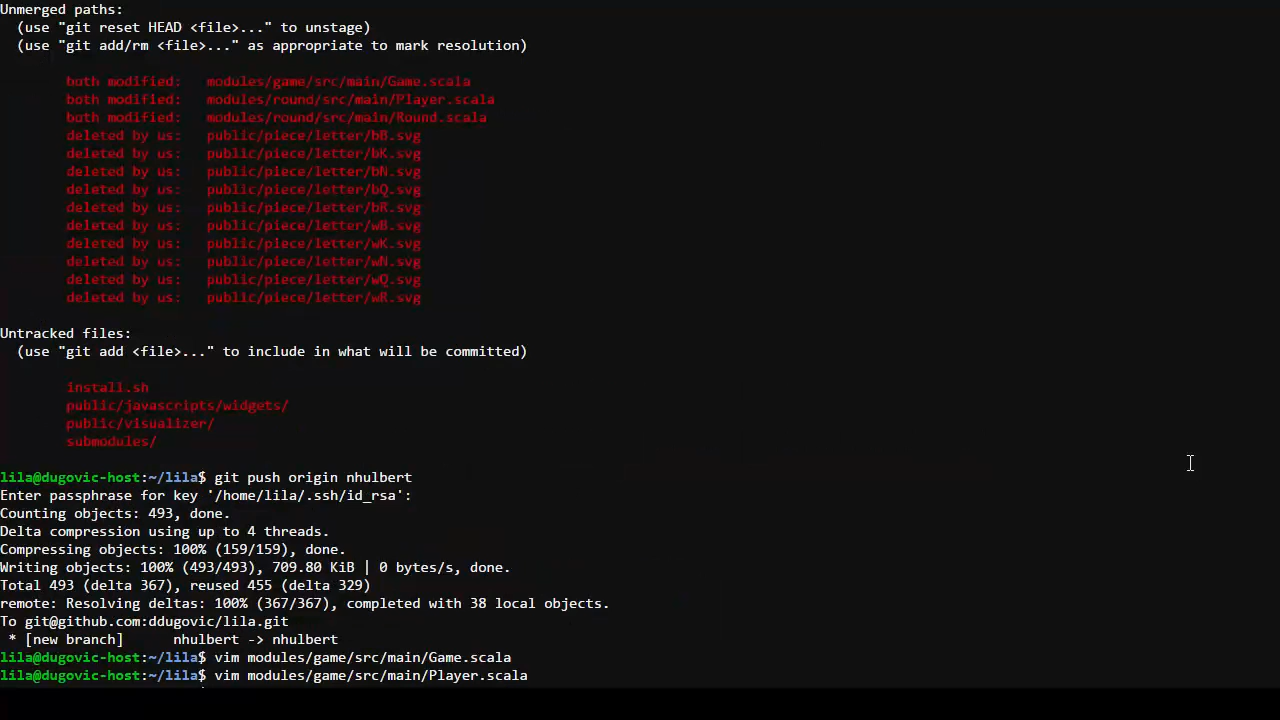 Unmerged paths:
(use "git reset HEAD <file>..." to unstage)
(use "git add/rm <file>..." as appropriate to mark resolution)
both modified: modules/game/src/main/Game.scala
both modified: modules/round/src/main/Player.scala
both modified: modules/round/src/main/Round.scala
deleted by us: public/piece/letter/bB.svg
deleted by us: public/piece/letter/bK.svg
deleted by us: public/piece/letter/bN.svg
deleted by us: public/piece/letter/bQ.svg
deleted by us: public/piece/letter/bR.svg
deleted by us: public/piece/letter/wB.svg
deleted by us: public/piece/letter/wK.svg
deleted by us: public/piece/letter/wN.svg
deleted by us: public/piece/letter/wQ.svg
deleted by us: public/piece/letter/wR.svg
Untracked files:
(use "git add <file>..." to include in what will be committed)
install.sh
public/javascripts/widgets/
public/visualizer/
submodules/
lila@dugovic-host:~/lila$ git push origin nhulbert
Enter passphrase for key '/home/lila/.ssh/id_rsa':
Counting objects: 493, done.
Delta compression using up to 4 threads.
Compressing objects: 100% (159/159), done.
Writing objects: 100% (493/493), 709.80 KiB | 0 bytes/s, done.
Total 493 (delta 367), reused 455 (delta 329)
remote: Resolving deltas: 100% (367/367), completed with 38 local objects.
To git@github.com:ddugovic/lila.git
* [new branch] nhulbert -> nhulbert
lila@dugovic-host:~/lila$ vim modules/game/src/main/Game.scala
lila@dugovic-host:~/lila$ vim modules/game/src/main/Player.scala